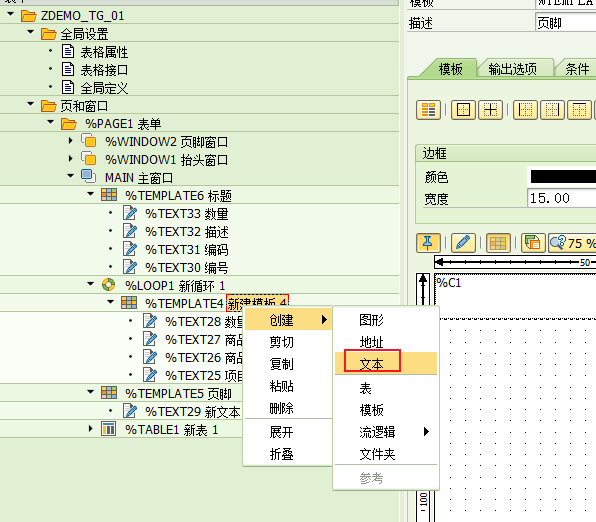 模板
描述 页脚
ZDEMO_TG_01
全局设置
表格属性
表格接口
全局定义
页和窗口
%PAGE1 表单
%WINDOW2 页脚窗口
%WINDOW1 抬头窗口
MAIN 主窗口
%TEMPLATE6 标题
%TEXT33 数量
%TEXT32 描述
%TEXT31 编码
%TEXT30 编号
%LOOP1 新循环 1
%TEMPLATE4 新建模板 4
%TEXT28 数量
%TEXT27 商品
%TEXT26 商品
%TEXT25 项目
%TEMPLATE5 页脚
%TEXT29 新文本
%TABLE1 新表 1
创建
剪切
复制
粘贴
删除
展开
折叠
图形
地址
文本
表
模板
流逻辑
文件夹
参考
模板 输出选项 条件
边框
颜色
宽度 15.00
75 %
50
%C1
100